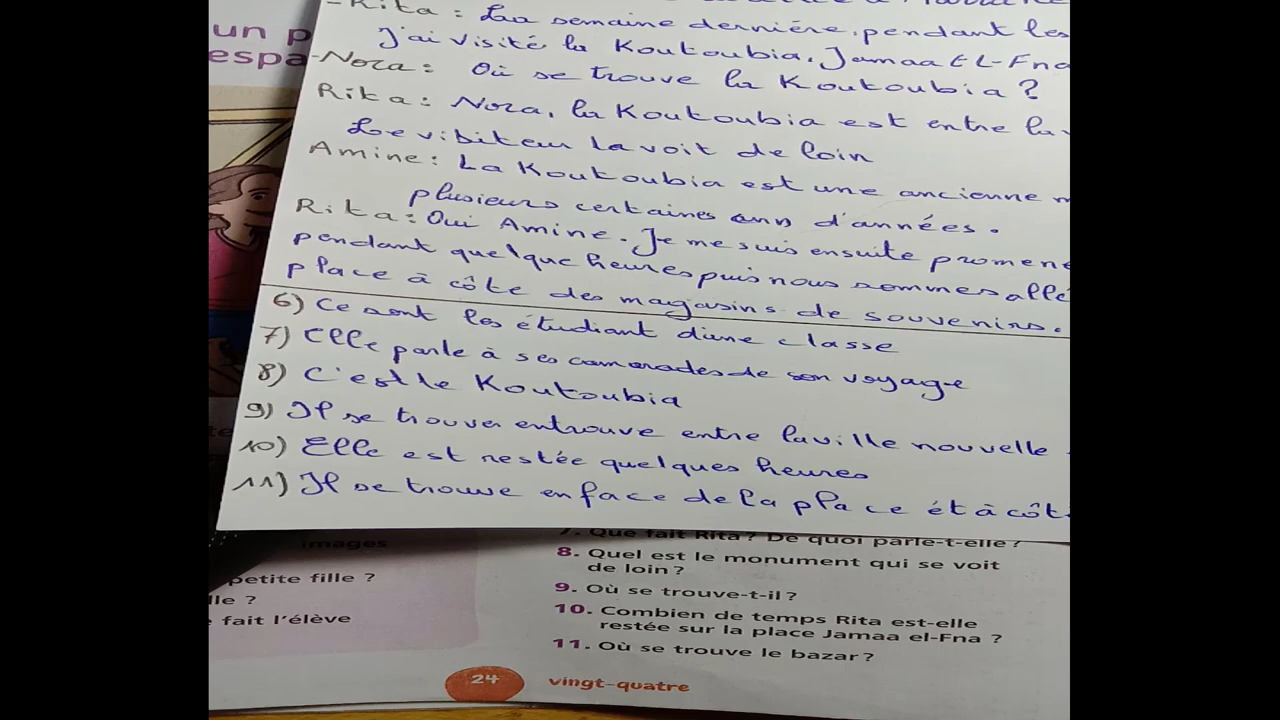 un p
espa
-Rita : La semaine dernière, pendant les
J'ai visité la Koutoubia, Jamaa EL-Fna
-Nora : Où se trouve la Koutoubia ?
Rita : Nora, la Koutoubia est entre la
Le visiteur la voit de loin
Amine : La Koutoubia est une ancienne m
plusieurs certaines ann d'années.
Rita : Oui Amine. Je me suis ensuite promené
pendant quelque heures puis nous sommes allé
place à côte des magasins de souvenirs.
6) Ce sont les étudiant d'une classe
7) Elle parle à ses camarades de son voyage
8) C'est le Koutoubia
9) Il se trouver entrouve entre la ville nouvelle
10) Elle est restée quelques heures
11) Il se trouve en face de la place ét à côt
images
petite fille ?
lle ?
fait l'élève
7. Que fait Rita ? De quoi parle-t-elle ?
8. Quel est le monument qui se voit
de loin ?
9. Où se trouve-t-il ?
10. Combien de temps Rita est-elle
restée sur la place Jamaa el-Fna ?
11. Où se trouve le bazar ?
24 vingt-quatre